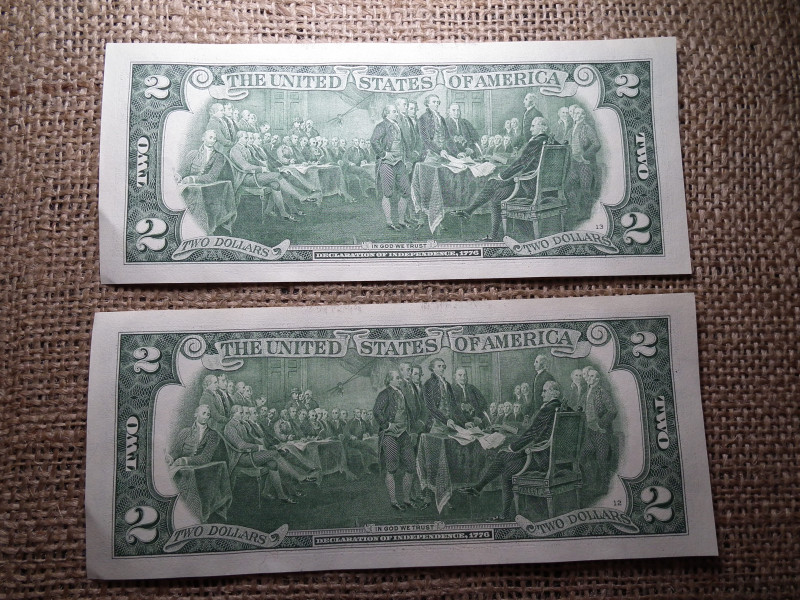 2 THE UNITED STATES OF AMERICA 2
TWO TWO
13
2 2
TWO DOLLARS IN GOD WE TRUST TWO DOLLARS
DECLARATION OF INDEPENDENCE, 1776
2 THE UNITED STATES OF AMERICA 2
TWO TWO
12
2 2
TWO DOLLARS IN GOD WE TRUST TWO DOLLARS
DECLARATION OF INDEPENDENCE, 1776